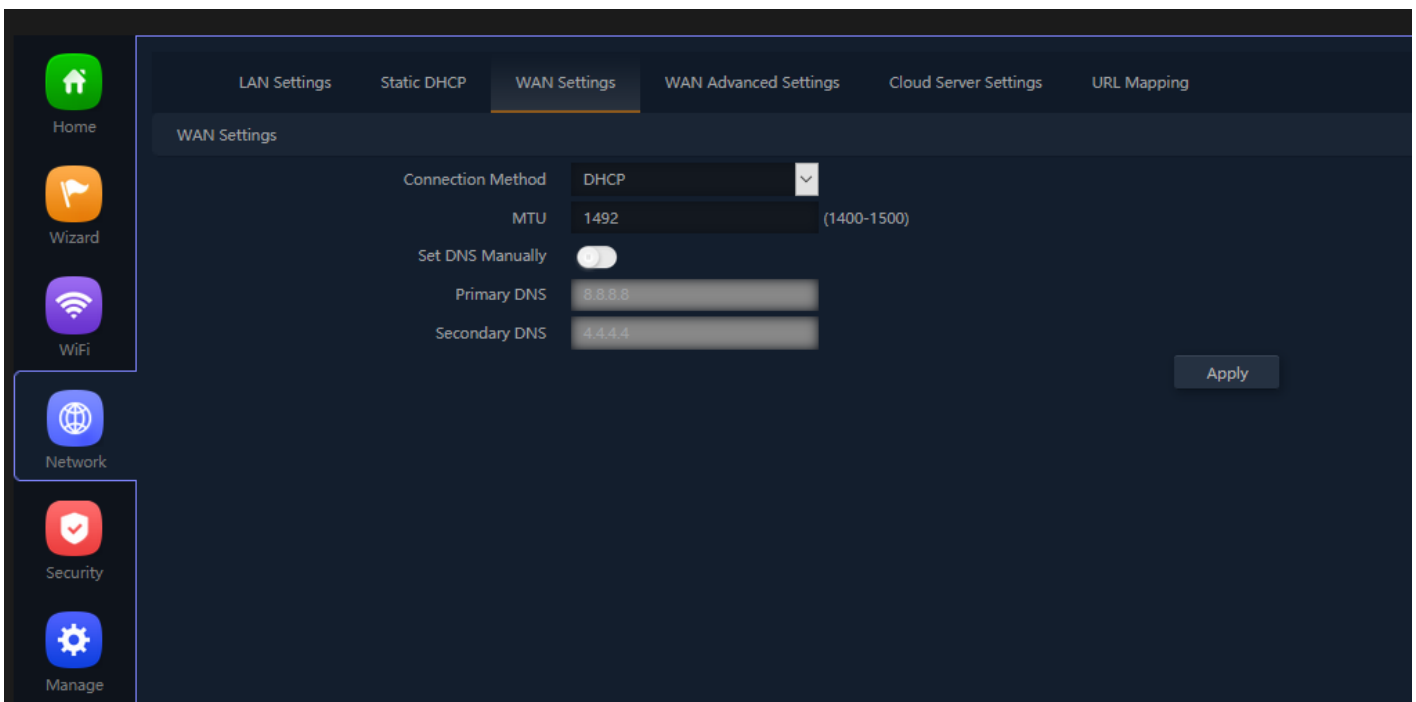 LAN Settings Static DHCP WAN Settings WAN Advanced Settings Cloud Server Settings URL Mapping
Home
WAN Settings
Connection Method DHCP
MTU 1492 (1400-1500)
Wizard
Set DNS Manually
Primary DNS 8.8.8.8
Secondary DNS 4.4.4.4
WiFi
Apply
Network
Security
Manage